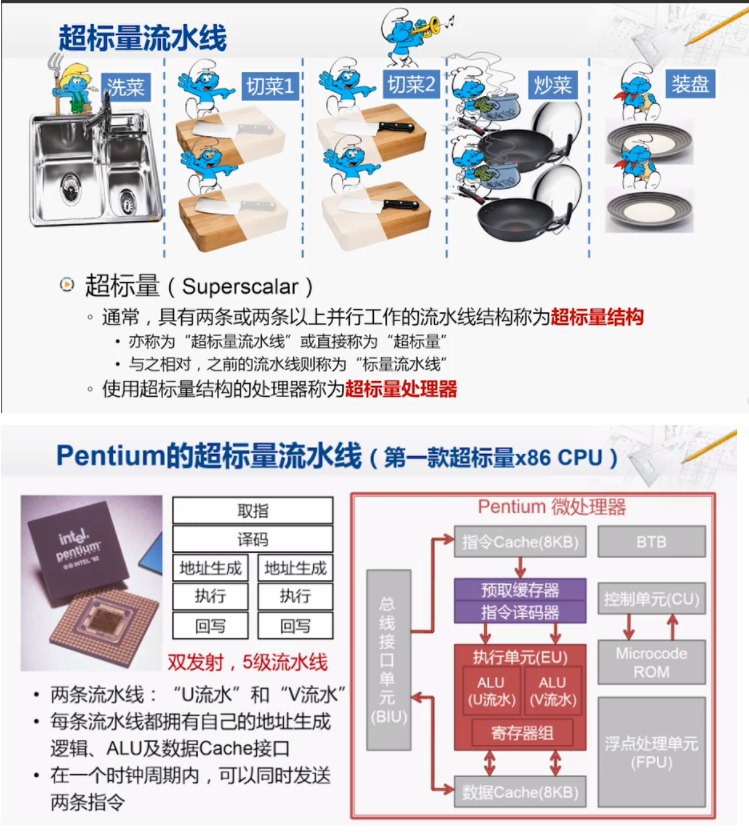 超标量流水线
洗菜
切菜1
切菜2
炒菜
装盘
超标量（Superscalar）
通常，具有两条或两条以上并行工作的流水线结构称为超标量结构
亦称为“超标量流水线”或直接称为“超标量”
与之相对，之前的流水线则称为“标量流水线”
使用超标量结构的处理器称为超标量处理器
Pentium的超标量流水线（第一款超标量x86 CPU）
intel.
pentium
取指
译码
地址生成 地址生成
执行 执行
回写 回写
双发射，5级流水线
两条流水线：“U流水”和“V流水”
每条流水线都拥有自己的地址生成
逻辑、ALU及数据Cache接口
在一个时钟周期内，可以同时发送
两条指令
Pentium 微处理器
总线接口单元
(BIU)
指令Cache(8KB)
预取缓存器
指令译码器
执行单元(EU)
ALU
(U流水)
ALU
(V流水)
寄存器组
数据Cache(8KB)
BTB
控制单元(CU)
Microcode
ROM
浮点处理单元
(FPU)